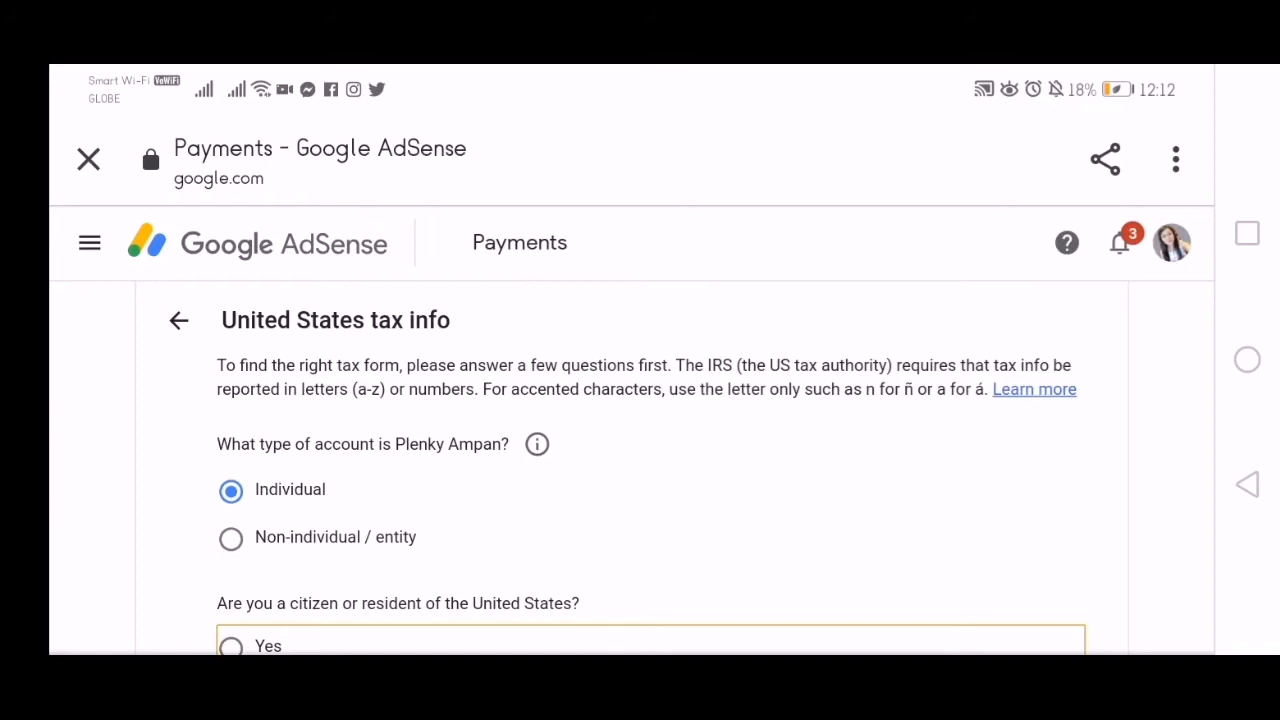 Smart Wi-Fi VoWiFi
GLOBE
18% 12:12
Payments - Google AdSense
google.com
Google AdSense Payments 3
United States tax info
To find the right tax form, please answer a few questions first. The IRS (the US tax authority) requires that tax info be
reported in letters (a-z) or numbers. For accented characters, use the letter only such as n for ñ or a for á. Learn more
What type of account is Plenky Ampan?
Individual
Non-individual / entity
Are you a citizen or resident of the United States?
Yes